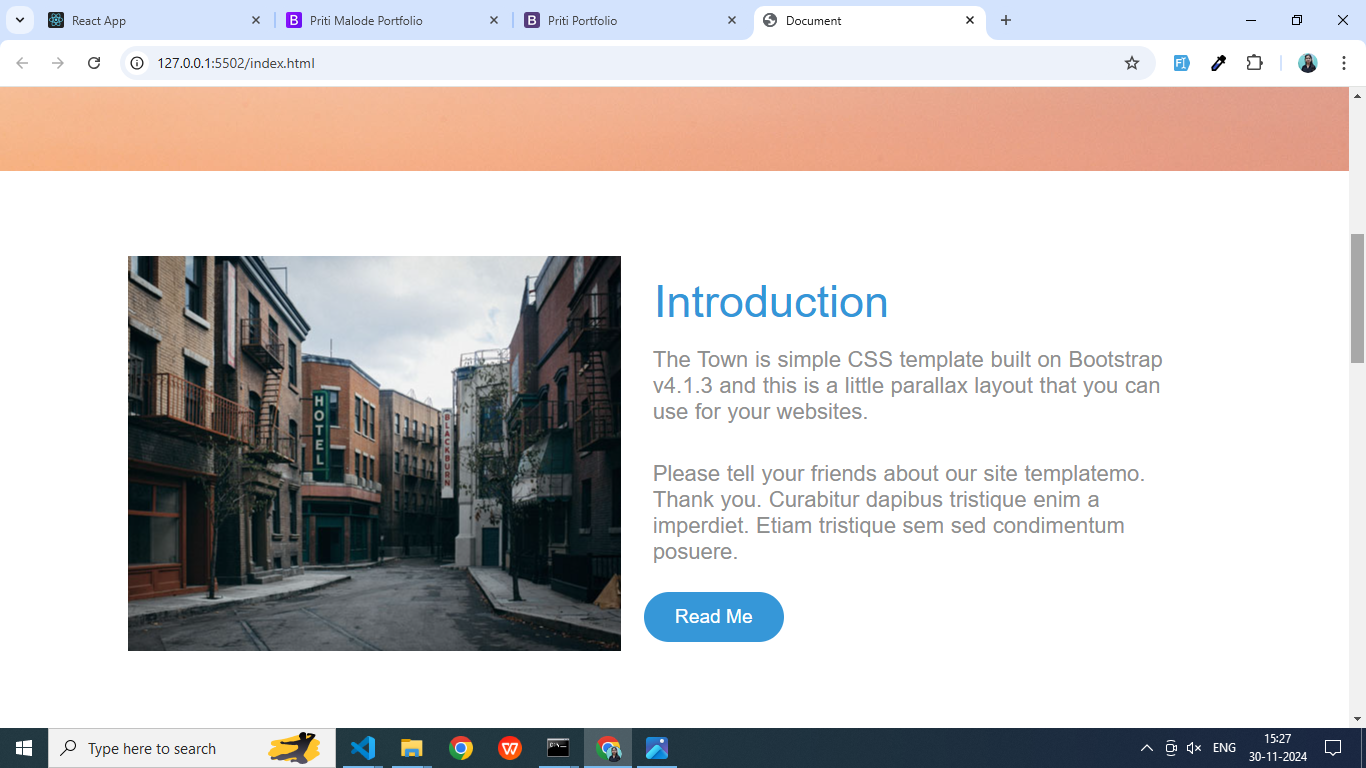 React App
Priti Malode Portfolio
Priti Portfolio
Document
127.0.0.1:5502/index.html
HOTEL
BLACKBURN
Introduction
The Town is simple CSS template built on Bootstrap
v4.1.3 and this is a little parallax layout that you can
use for your websites.
Please tell your friends about our site templatemo.
Thank you. Curabitur dapibus tristique enim a
imperdiet. Etiam tristique sem sed condimentum
posuere.
Read Me
Type here to search
ENG
15:27
30-11-2024